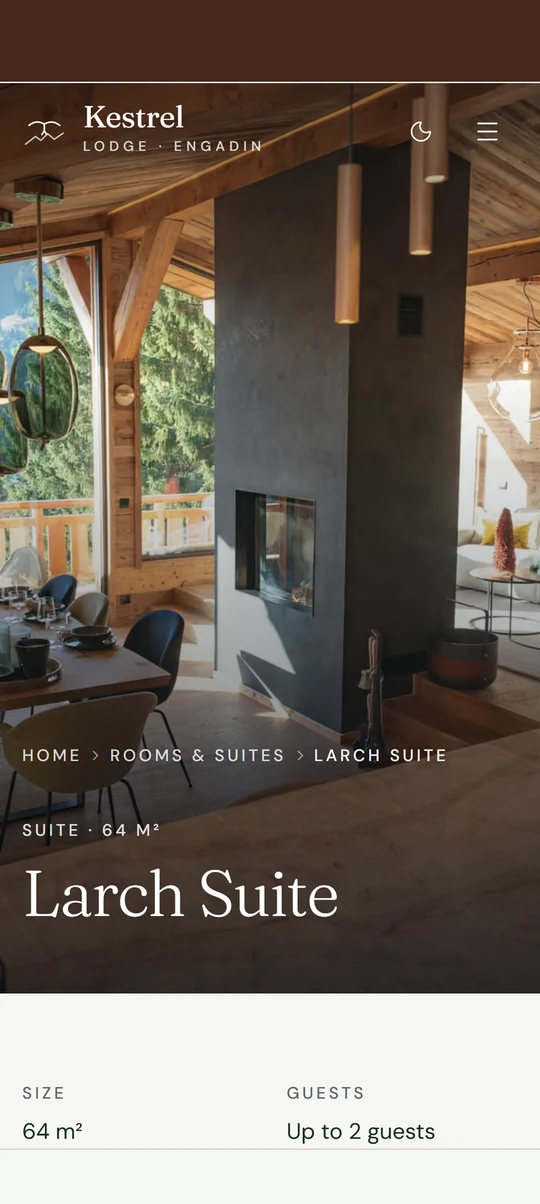 Kestrel
LODGE · ENGADIN
HOME > ROOMS & SUITES > LARCH SUITE
SUITE · 64 M²
Larch Suite
SIZE
64 m²
GUESTS
Up to 2 guests